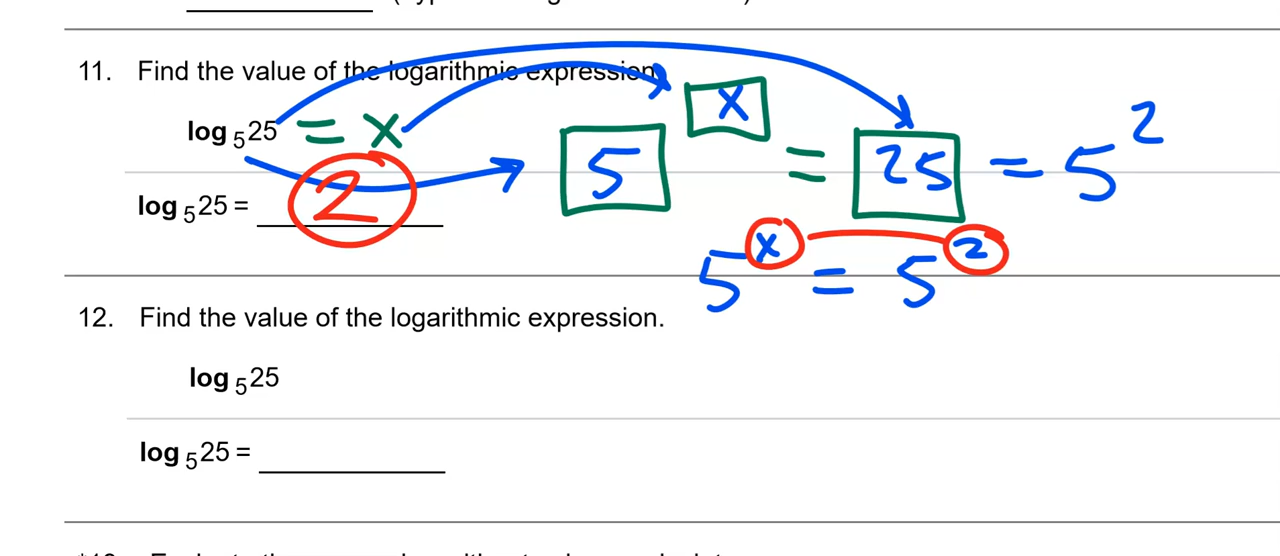 11. Find the value of the logarithmic expression.
log 5 25 = x
5 x = 25 = 5 2
log 5 25 = 2
5 x = 5 2
12. Find the value of the logarithmic expression.
log 5 25
log 5 25 =